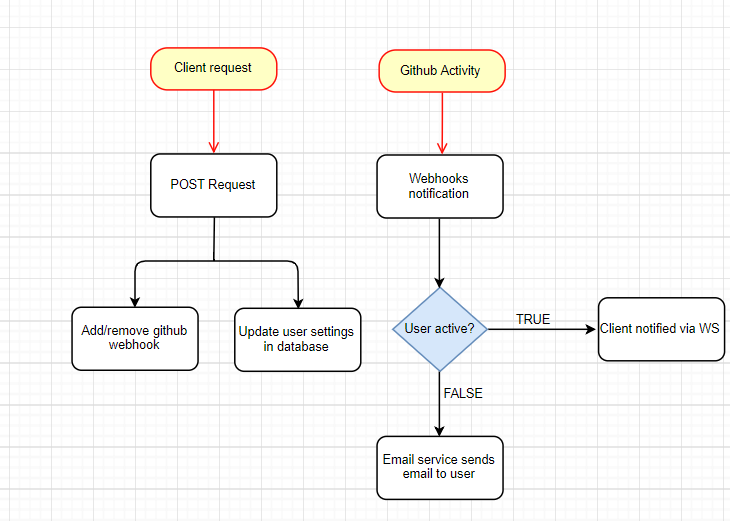 Client request
Github Activity
POST Request
Webhooks
notification
Add/remove github
webhook
Update user settings
in database
User active?
TRUE
Client notified via WS
FALSE
Email service sends
email to user